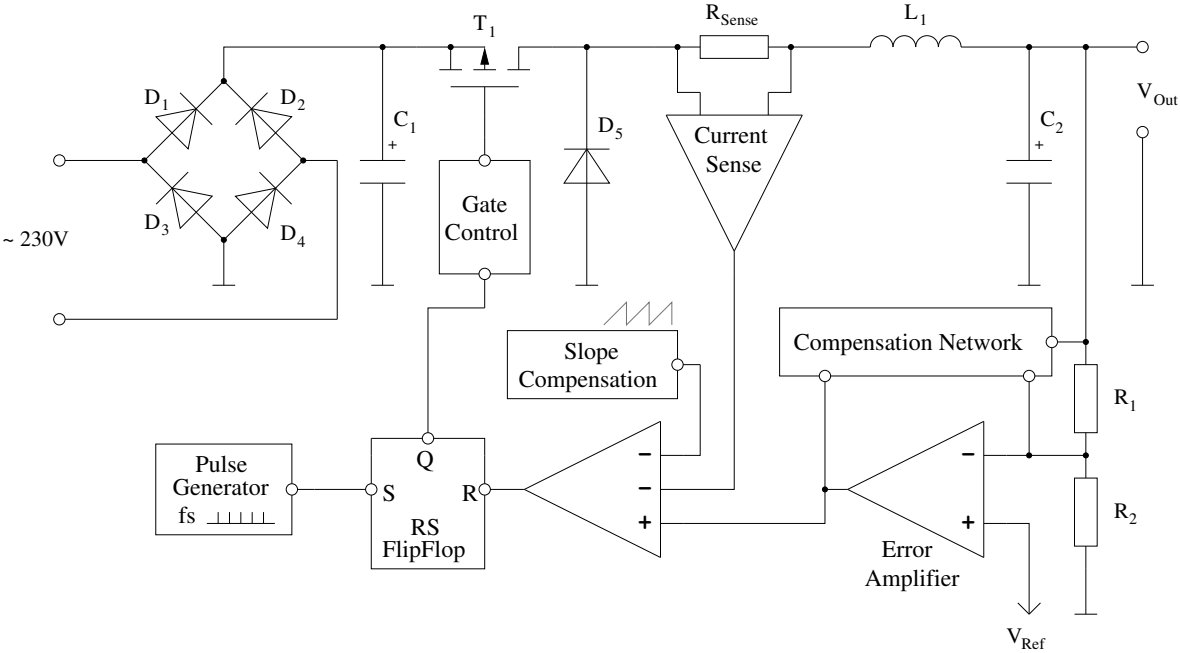 T1
RSense
L1
D1
D2
C1
+
D5
Current
Sense
C2
+
VOut
D3
D4
~ 230V
Gate
Control
Slope
Compensation
Compensation Network
R1
Pulse
Generator
fs
Q
S
R
RS
FlipFlop
−
−
+
−
+
Error
Amplifier
R2
VRef